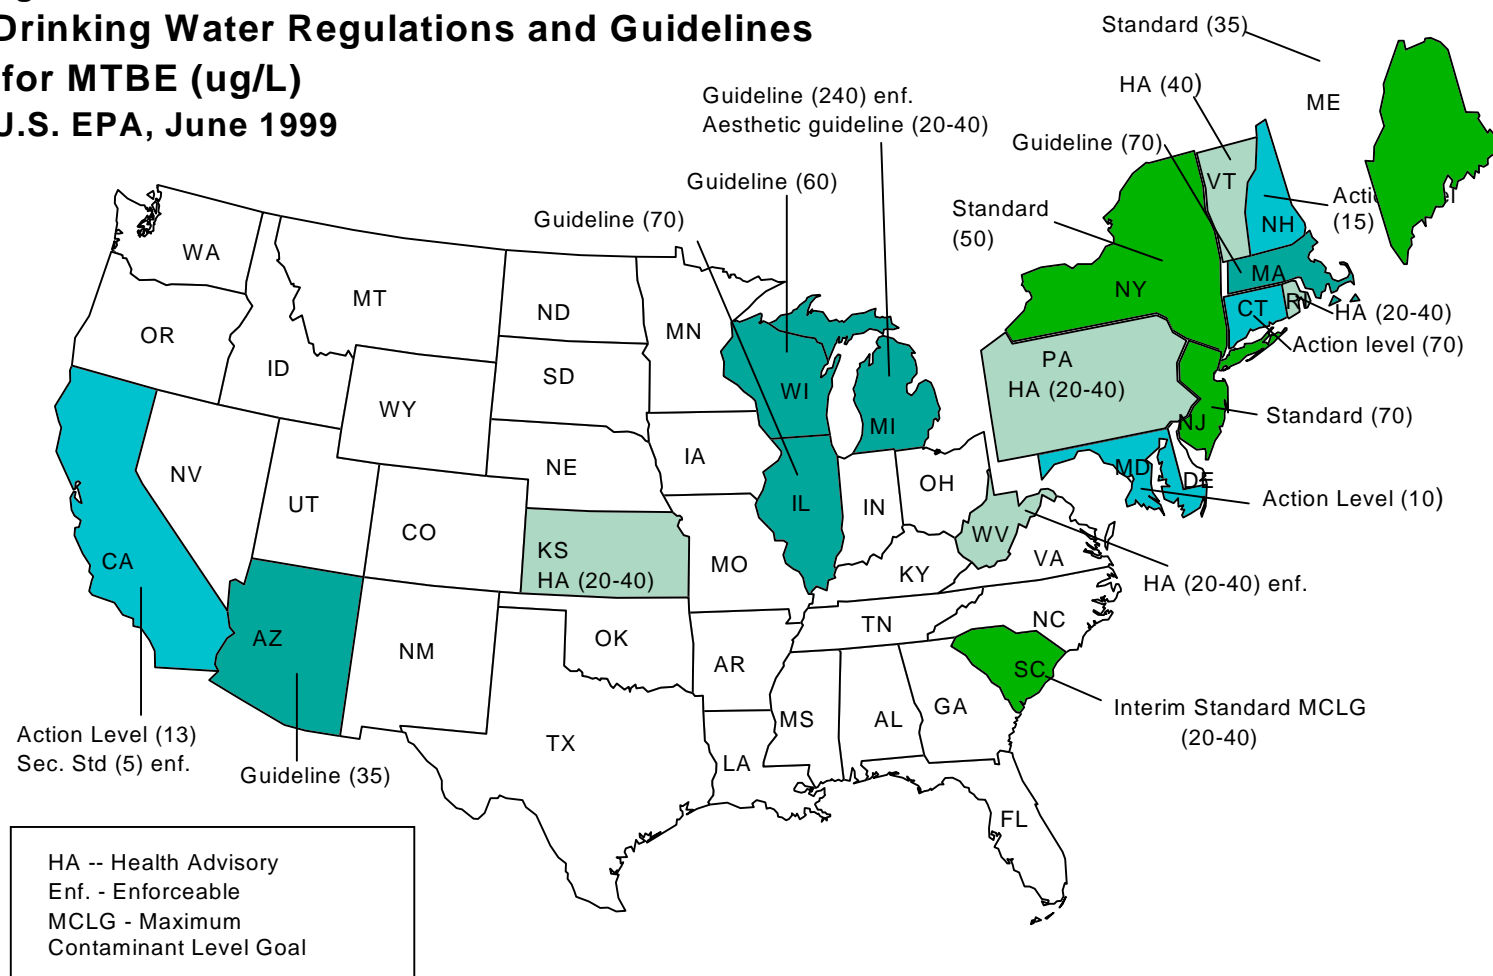 Drinking Water Regulations and Guidelines
for MTBE (ug/L)
U.S. EPA, June 1999
Standard (35)
HA (40)
ME
Guideline (240) enf.
Aesthetic guideline (20-40)
Guideline (70)
Guideline (60)
VT
Standard
(50)
NH
(15)
Guideline (70)
WA
MT
ND
MN
NY
MA
CT
RI
HA (20-40)
Action level (70)
OR
ID
SD
WY
WI
MI
PA
HA (20-40)
NJ
Standard (70)
NV
UT
CO
NE
IA
IL
IN
OH
MD
DE
Action Level (10)
CA
KS
HA (20-40)
MO
KY
WV
VA
HA (20-40) enf.
AZ
NM
OK
AR
TN
NC
SC
Interim Standard MCLG
(20-40)
TX
LA
MS
AL
GA
FL
Action Level (13)
Sec. Std (5) enf.
Guideline (35)
HA -- Health Advisory
Enf. - Enforceable
MCLG - Maximum
Contaminant Level Goal